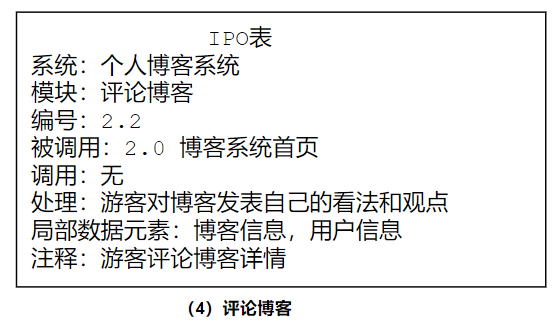 IPO表
系统：个人博客系统
模块：评论博客
编号：2.2
被调用：2.0 博客系统首页
调用：无
处理：游客对博客发表自己的看法和观点
局部数据元素：博客信息，用户信息
注释：游客评论博客详情
（4）评论博客